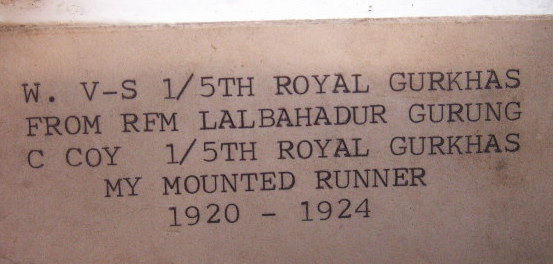 W. V-S 1/5TH ROYAL GURKHAS
FROM RFM LALBAHADUR GURUNG
C COY 1/5TH ROYAL GURKHAS
MY MOUNTED RUNNER
1920 - 1924